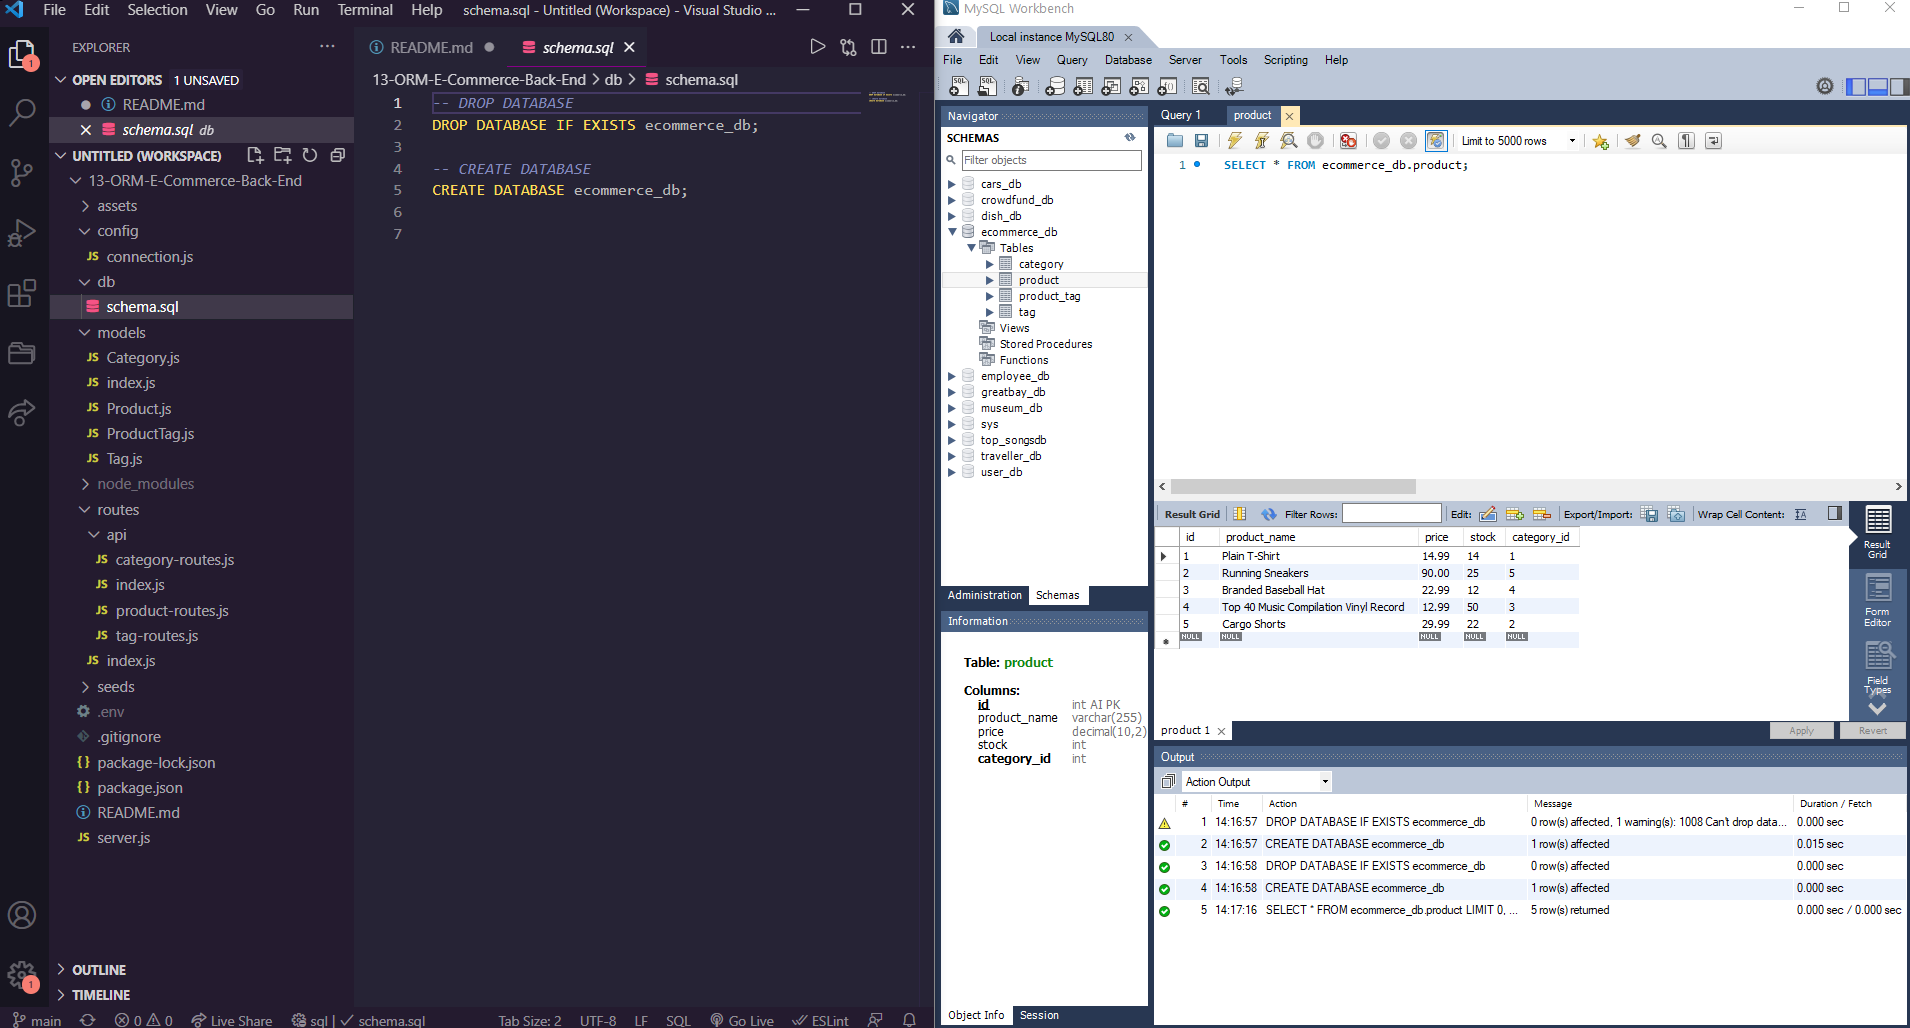 File Edit Selection View Go Run Terminal Help schema.sql - Untitled (Workspace) - Visual Studio ...
EXPLORER
OPEN EDITORS 1 UNSAVED
README.md
schema.sql db
UNTITLED (WORKSPACE)
13-ORM-E-Commerce-Back-End
assets
config
JS connection.js
db
schema.sql
models
JS Category.js
JS index.js
JS Product.js
JS ProductTag.js
JS Tag.js
node_modules
routes
api
JS category-routes.js
JS index.js
JS product-routes.js
JS tag-routes.js
JS index.js
seeds
.env
.gitignore
{} package-lock.json
{} package.json
README.md
JS server.js
OUTLINE
TIMELINE
1
1
README.md schema.sql
13-ORM-E-Commerce-Back-End > db > schema.sql
1 -- DROP DATABASE
2 DROP DATABASE IF EXISTS ecommerce_db;
3
4 -- CREATE DATABASE
5 CREATE DATABASE ecommerce_db;
6
7
main 0 0 Live Share sql | schema.sql Tab Size: 2 UTF-8 LF SQL Go Live ESLint
MySQL Workbench
Local instance MySQL80
File Edit View Query Database Server Tools Scripting Help
Navigator
SCHEMAS
Filter objects
cars_db
crowdfund_db
dish_db
ecommerce_db
Tables
category
product
product_tag
tag
Views
Stored Procedures
Functions
employee_db
greatbay_db
museum_db
sys
top_songsdb
traveller_db
user_db
Administration Schemas
Information
Table: product
Columns:
id int AI PK
product_name varchar(255)
price decimal(10,2)
stock int
category_id int
Object Info Session
Query 1 product
Limit to 5000 rows
1 SELECT * FROM ecommerce_db.product;
Result Grid Filter Rows: Edit: Export/Import: Wrap Cell Content:
id product_name price stock category_id
1 Plain T-Shirt 14.99 14 1
2 Running Sneakers 90.00 25 5
3 Branded Baseball Hat 22.99 12 4
4 Top 40 Music Compilation Vinyl Record 12.99 50 3
5 Cargo Shorts 29.99 22 2
NULL NULL NULL NULL NULL
Result Grid
Form Editor
Field Types
product 1 Apply Revert
Output
Action Output
# Time Action Message Duration / Fetch
1 14:16:57 DROP DATABASE IF EXISTS ecommerce_db 0 row(s) affected, 1 warning(s): 1008 Can't drop data... 0.000 sec
2 14:16:57 CREATE DATABASE ecommerce_db 1 row(s) affected 0.015 sec
3 14:16:58 DROP DATABASE IF EXISTS ecommerce_db 0 row(s) affected 0.000 sec
4 14:16:58 CREATE DATABASE ecommerce_db 1 row(s) affected 0.000 sec
5 14:17:16 SELECT * FROM ecommerce_db.product LIMIT 0, ... 5 row(s) returned 0.000 sec / 0.000 sec